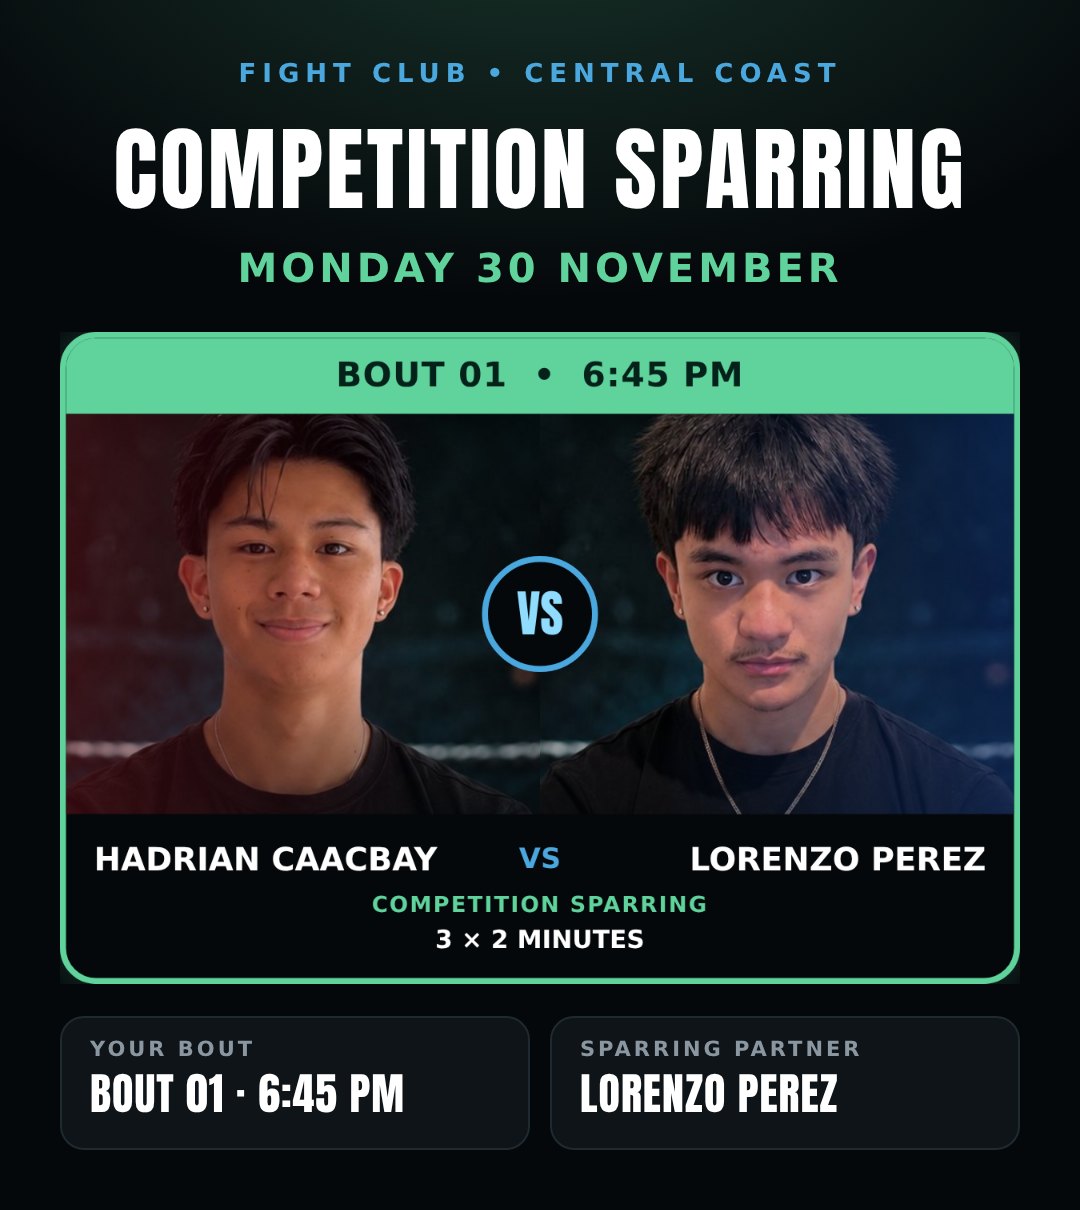 FIGHT CLUB • CENTRAL COAST
COMPETITION SPARRING
MONDAY 30 NOVEMBER
BOUT 01 • 6:45 PM
VS
HADRIAN CAACBAY VS LORENZO PEREZ
COMPETITION SPARRING
3 × 2 MINUTES
YOUR BOUT
BOUT 01 · 6:45 PM
SPARRING PARTNER
LORENZO PEREZ